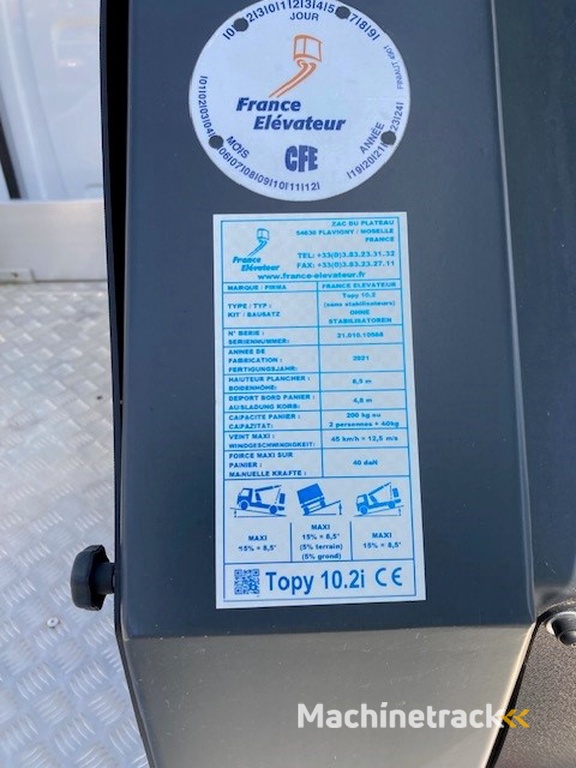 JOUR
France
Elévateur
CFE
MOIS
ANNÉE
France
Elévateur
ZAC DU PLATEAU
54630 FLAVIGNY / MOSELLE
FRANCE
TEL: +33(0)3.83.23.31.32
FAX: +33(0)3.83.23.27.11
www.france-elevateur.fr
MARQUE / FIRMA
FRANCE ELEVATEUR
TYPE / TYP :
KIT / BAUSATZ
Topy 10.2
(sans stabilisateurs)
OHNE
STABILISATOREN
N° SERIE :
SERIENNUMMER:
21.010.10568
ANNEE DE
FABRICATION :
FERTIGUNGSJAHR:
2021
HAUTEUR PLANCHER :
BODENHÖHE:
8,5 m
DEPORT BORD PANIER :
AUSLADUNG KORB:
4,8 m
CAPACITE PANIER :
CAPAZITAT:
200 kg ou
2 personnes + 40kg
VEINT MAXI :
WINDGESCHWINDIGKEIT:
45 km/h = 12,5 m/s
FORCE MAXI SUR
PAINIER :
MANUELLE KRAFTE :
40 daN
MAXI
15% = 8,5°
MAXI
15% = 8,5°
(5% terrain)
(5% grond)
MAXI
15% = 8,5°
Topy 10.2i CE
Machinetrack